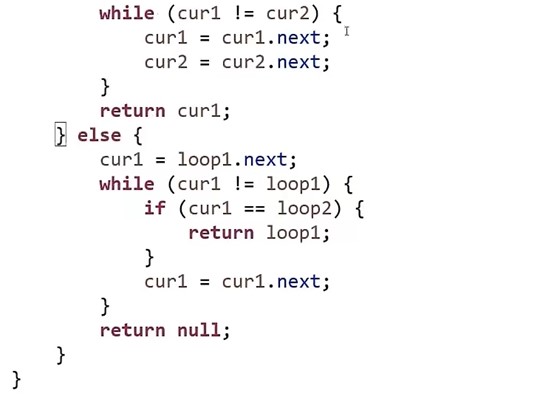 while (cur1 != cur2) {
cur1 = cur1.next;
cur2 = cur2.next;
}
return cur1;
} else {
cur1 = loop1.next;
while (cur1 != loop1) {
if (cur1 == loop2) {
return loop1;
}
cur1 = cur1.next;
}
return null;
}
}